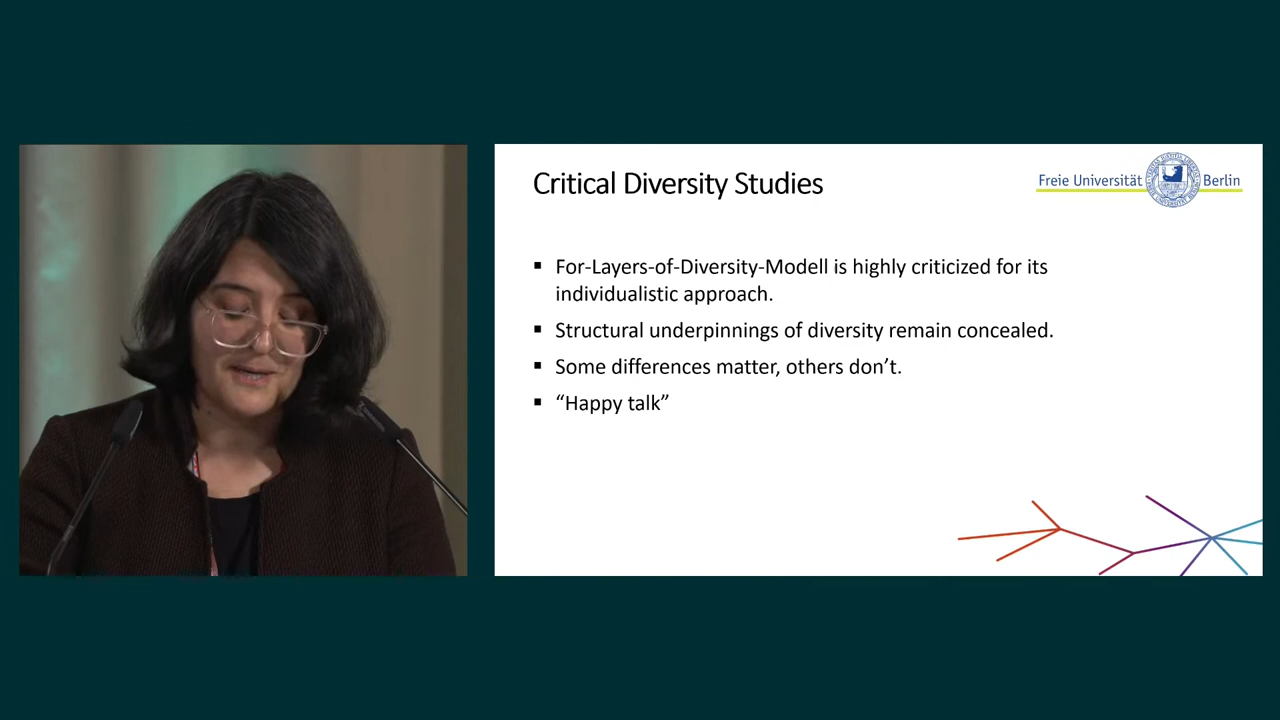 Critical Diversity Studies
Freie Universität Berlin
▪ For-Layers-of-Diversity-Modell is highly criticized for its
individualistic approach.
▪ Structural underpinnings of diversity remain concealed.
▪ Some differences matter, others don’t.
▪ “Happy talk”